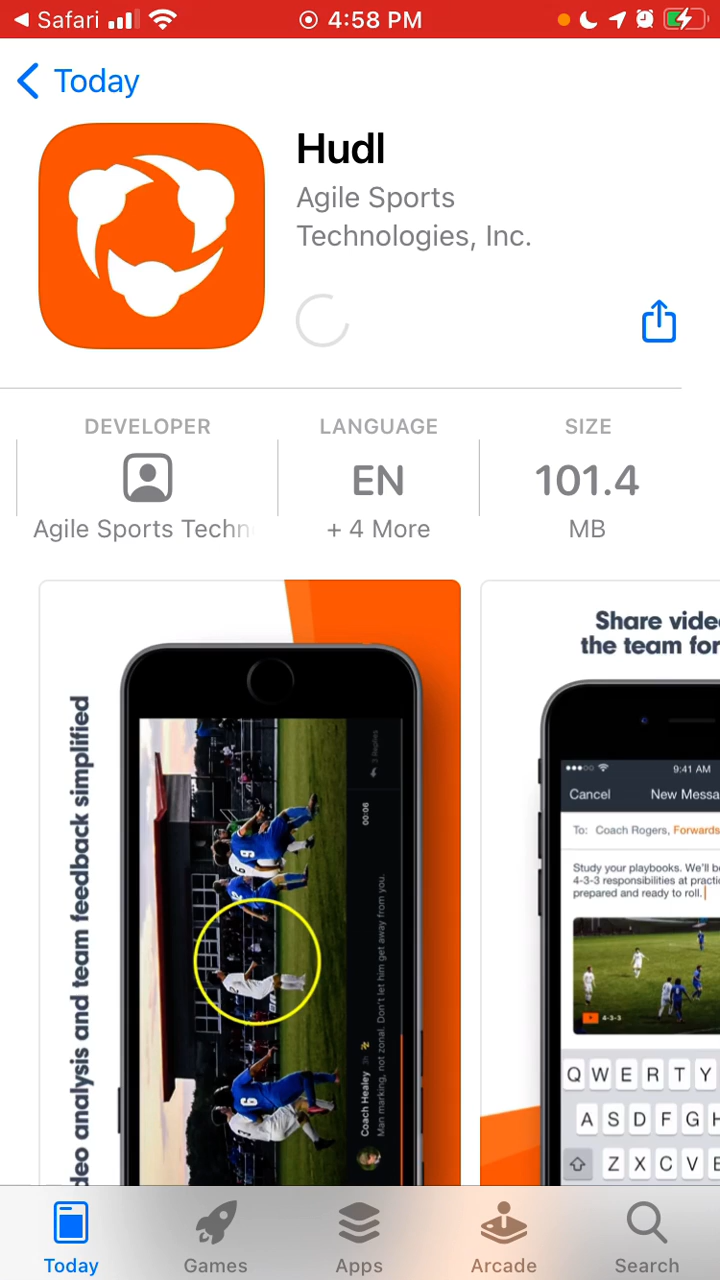 Safari
4:58 PM
Today
Hudl
Agile Sports
Technologies, Inc.
DEVELOPER
LANGUAGE
SIZE
EN
101.4
Agile Sports Techn
+ 4 More
MB
deo analysis and team feedback simplified
3 Replies
00:06
Coach Healey 3h
Man marking, not zonal. Don't let him get away from you.
Share vide
the team for
9:41 AM
Cancel
New Messa
To: Coach Rogers, Forwards
Study your playbooks. We'll b
4-3-3 responsibilities at practi
prepared and ready to roll.
4-3-3
Q W E R T Y
A S D F G H
Z X C V B
Today
Games
Apps
Arcade
Search